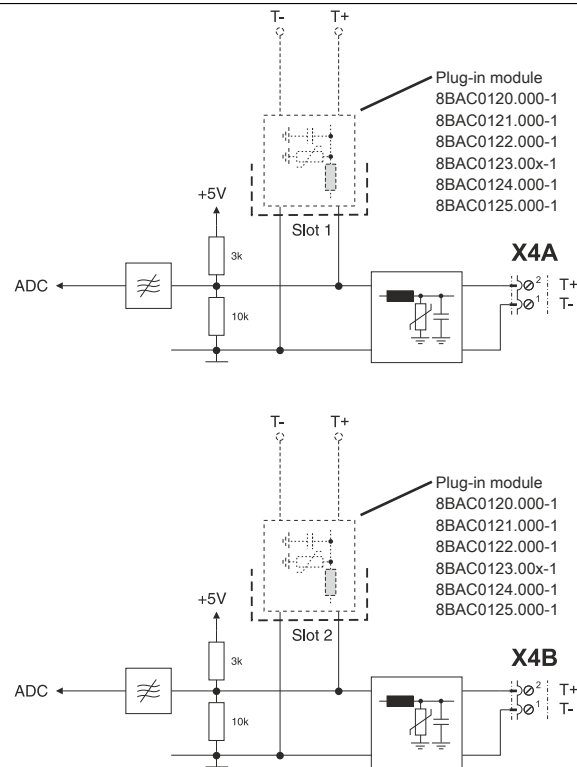 T- T+
Plug-in module
8BAC0120.000-1
8BAC0121.000-1
8BAC0122.000-1
8BAC0123.00x-1
8BAC0124.000-1
8BAC0125.000-1
+5V
Slot 1
3k
X4A
ADC
2 T+
1 T-
10k
T- T+
Plug-in module
8BAC0120.000-1
8BAC0121.000-1
8BAC0122.000-1
8BAC0123.00x-1
8BAC0124.000-1
8BAC0125.000-1
+5V
Slot 2
3k
X4B
ADC
2 T+
1 T-
10k